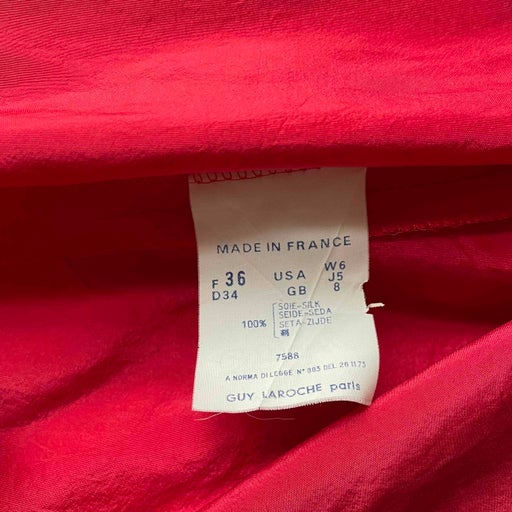 MADE IN FRANCE
F 36 USA W6 J5
D34 GB 8
100% SOIE-SILK
SEIDE-SEDA
SETA-ZIJDE
7588
A NORMA DI LEGGE N° 883 DEL 26 11 73
GUY LAROCHE paris